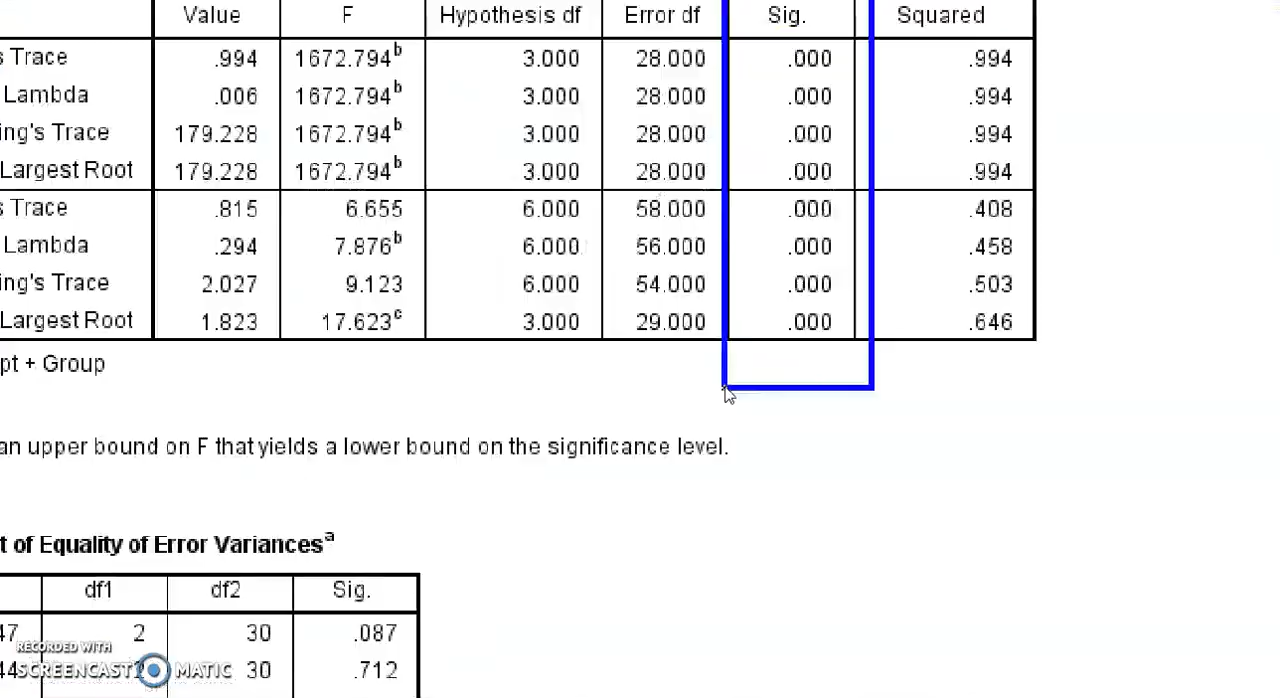 Value F Hypothesis df Error df Sig. Squared
s Trace .994 1672.794b 3.000 28.000 .000 .994
Lambda .006 1672.794b 3.000 28.000 .000 .994
ing's Trace 179.228 1672.794b 3.000 28.000 .000 .994
Largest Root 179.228 1672.794b 3.000 28.000 .000 .994
s Trace .815 6.655 6.000 58.000 .000 .408
Lambda .294 7.876b 6.000 56.000 .000 .458
ing's Trace 2.027 9.123 6.000 54.000 .000 .503
Largest Root 1.823 17.623c 3.000 29.000 .000 .646
pt + Group
an upper bound on F that yields a lower bound on the significance level.
t of Equality of Error Variancesa
df1 df2 Sig.
47 2 30 .087
RECORDED WITH
44 2 30 .712
SCREENCAST MATIC